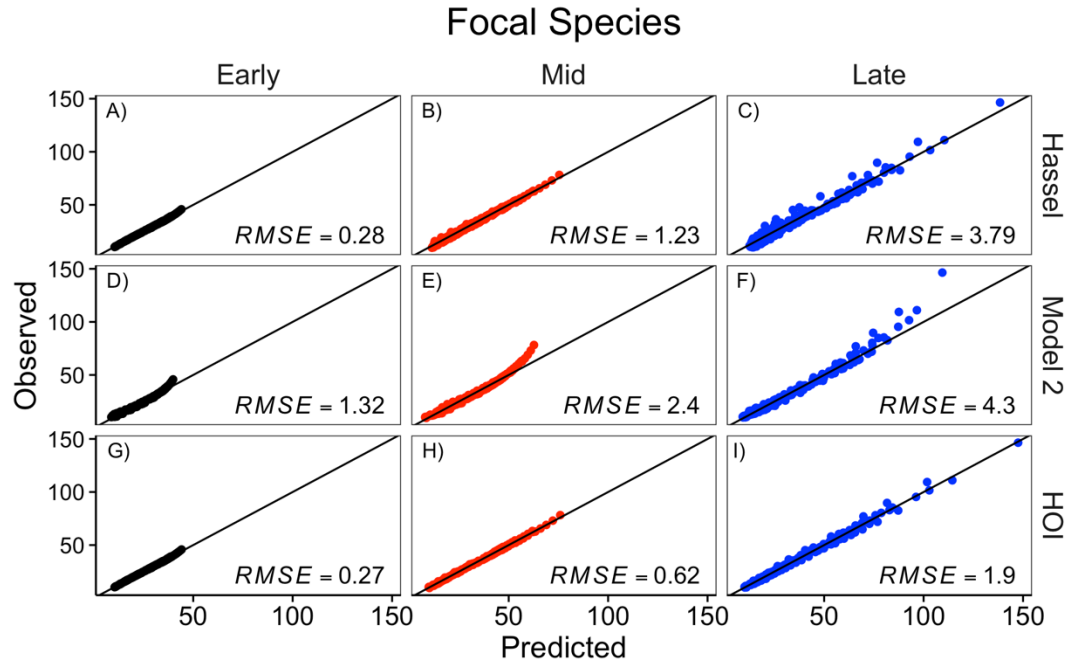 Focal Species
Early Mid Late
A) B) C)
150
100
50
RMSE = 0.28 RMSE = 1.23 RMSE = 3.79
Hassel
D) E) F)
150
100
50
RMSE = 1.32 RMSE = 2.4 RMSE = 4.3
Model 2
Observed
G) H) I)
150
100
50
RMSE = 0.27 RMSE = 0.62 RMSE = 1.9
HOI
50 100 150 50 100 150 50 100 150
Predicted